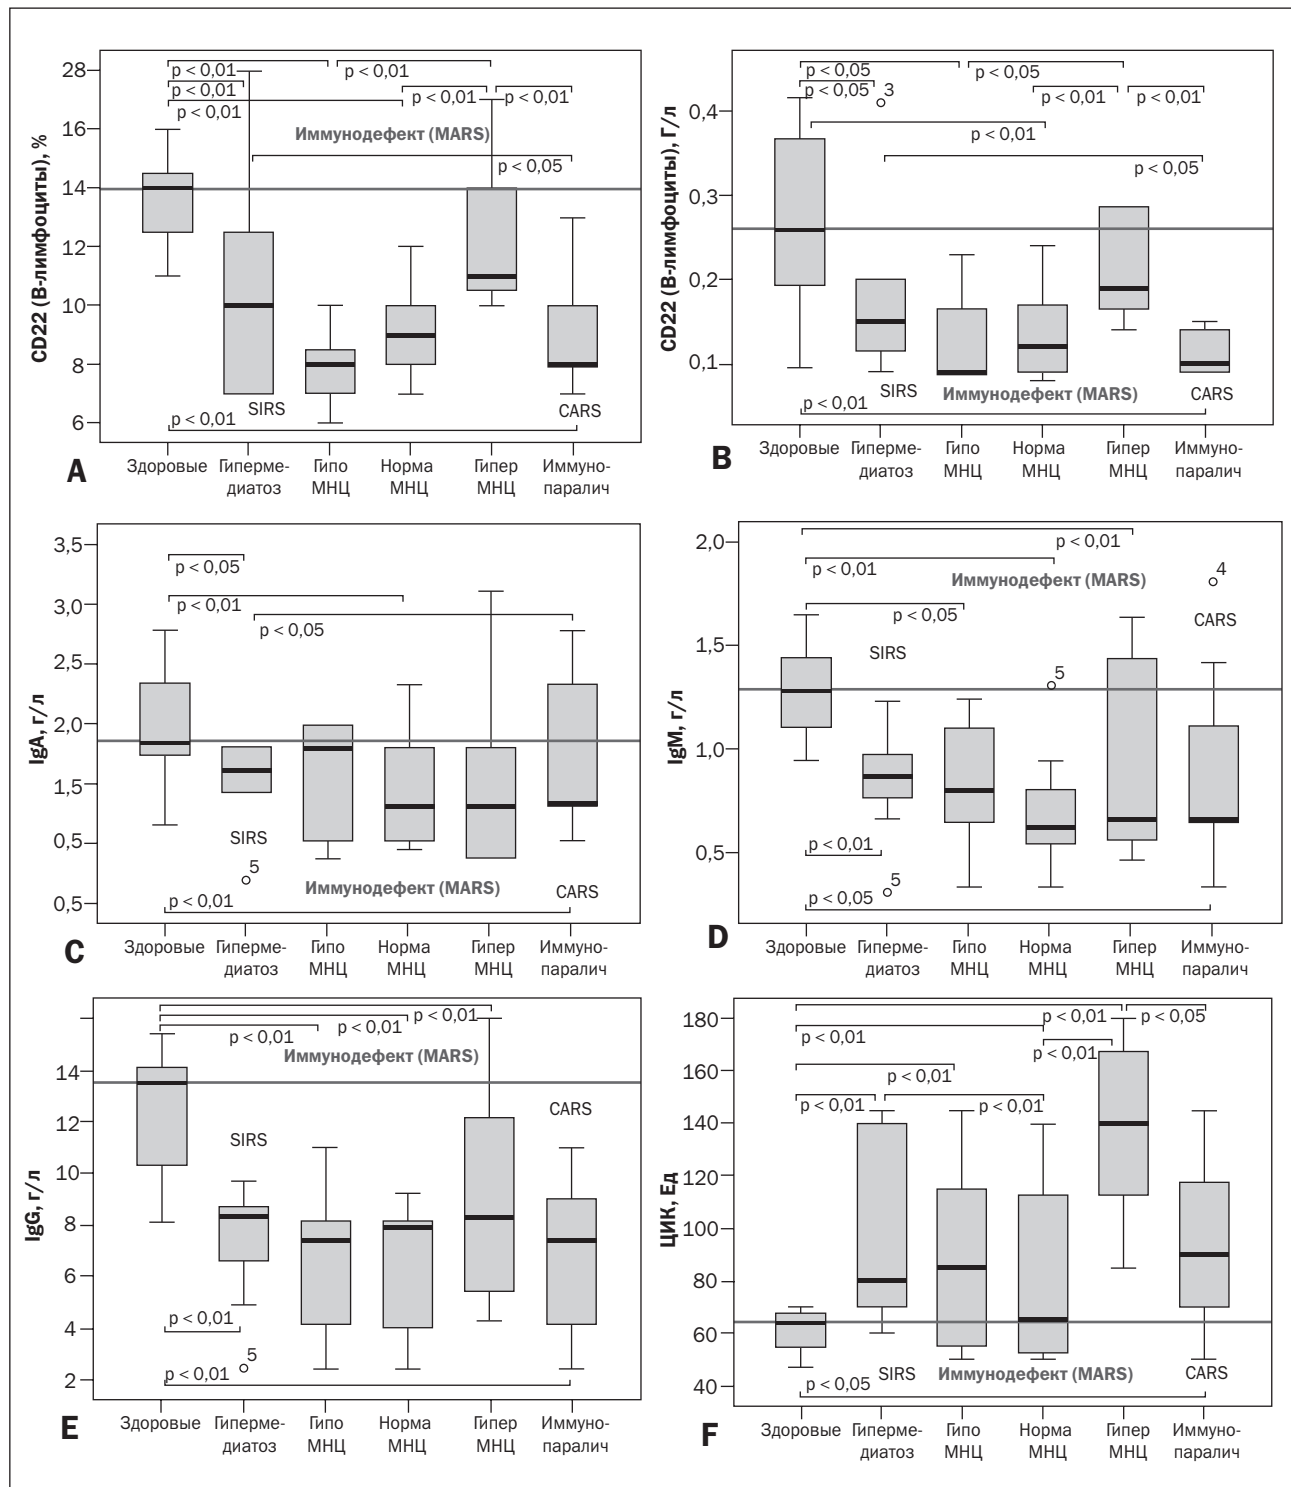 28
16
14
12
10
8
6
CD22 (В-лимфоциты), %
p < 0,01
p < 0,01
p < 0,01
p < 0,01
p < 0,01
p < 0,01
Иммунодефект (MARS)
p < 0,05
SIRS
CARS
p < 0,01
A
Здоровые
Гиперме-
диатоз
Гипо
МНЦ
Норма
МНЦ
Гипер
МНЦ
Иммуно-
паралич
0,4
0,3
0,2
0,1
CD22 (В-лимфоциты), Г/л
p < 0,05
p < 0,05
p < 0,05
3
p < 0,01
p < 0,01
p < 0,01
p < 0,05
SIRS
Иммунодефект (MARS)
CARS
p < 0,01
B
Здоровые
Гиперме-
диатоз
Гипо
МНЦ
Норма
МНЦ
Гипер
МНЦ
Иммуно-
паралич
3,5
3,0
2,5
2,0
1,5
0,5
0,5
IgA, г/л
p < 0,05
p < 0,01
p < 0,05
SIRS
5
Иммунодефект (MARS)
CARS
p < 0,01
C
Здоровые
Гиперме-
диатоз
Гипо
МНЦ
Норма
МНЦ
Гипер
МНЦ
Иммуно-
паралич
2,0
1,5
1,0
0,5
IgM, г/л
p < 0,01
p < 0,01
Иммунодефект (MARS)
4
p < 0,05
CARS
SIRS
5
p < 0,01
5
p < 0,05
D
Здоровые
Гиперме-
диатоз
Гипо
МНЦ
Норма
МНЦ
Гипер
МНЦ
Иммуно-
паралич
14
12
10
8
6
4
2
IgG, г/л
p < 0,01
p < 0,01
p < 0,01
Иммунодефект (MARS)
CARS
SIRS
p < 0,01
5
p < 0,01
E
Здоровые
Гиперме-
диатоз
Гипо
МНЦ
Норма
МНЦ
Гипер
МНЦ
Иммуно-
паралич
180
160
140
120
100
80
60
40
ЦИК, Ед
p < 0,01
p < 0,05
p < 0,01
p < 0,01
p < 0,01
p < 0,01
p < 0,01
SIRS
Иммунодефект (MARS)
CARS
p < 0,05
F
Здоровые
Гиперме-
диатоз
Гипо
МНЦ
Норма
МНЦ
Гипер
МНЦ
Иммуно-
паралич